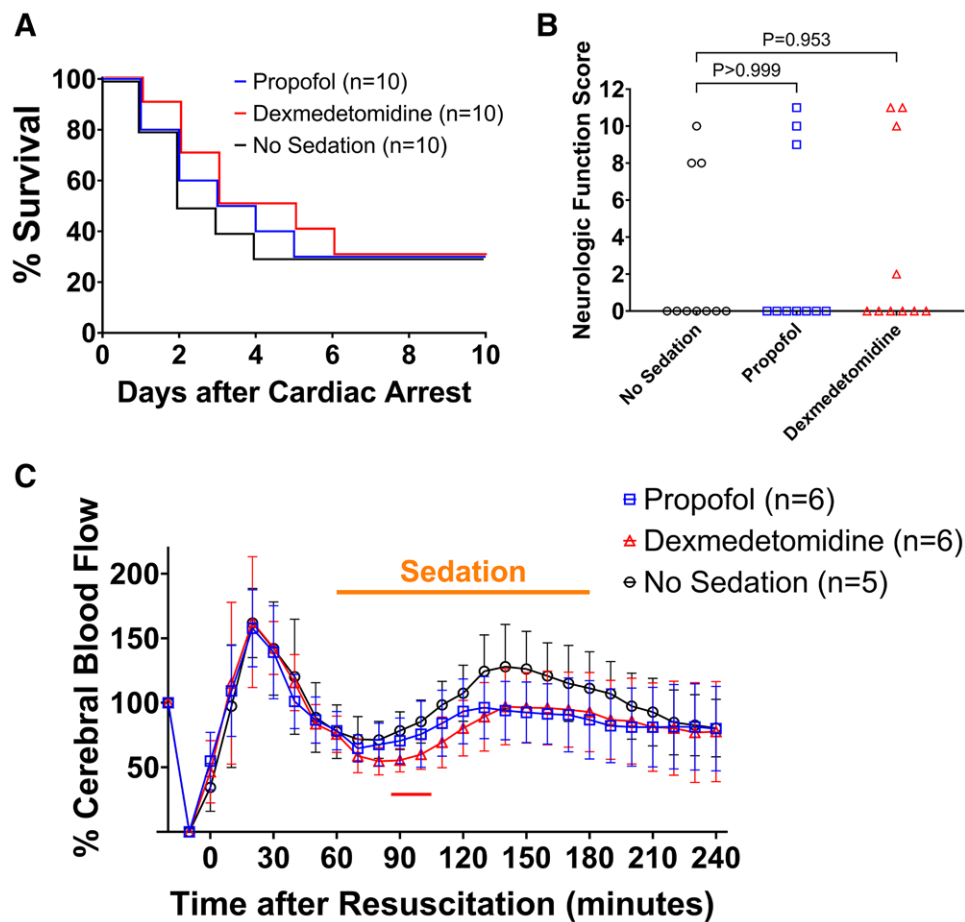 A
% Survival
100
80
60
40
20
0
0 2 4 6 8 10
Days after Cardiac Arrest
Propofol (n=10)
Dexmedetomidine (n=10)
No Sedation (n=10)
B
P=0.953
P>0.999
Neurologic Function Score
12
10
8
6
4
2
0
No Sedation
Propofol
Dexmedetomidine
C
% Cerebral Blood Flow
200
150
100
50
Sedation
Propofol (n=6)
Dexmedetomidine (n=6)
No Sedation (n=5)
0 30 60 90 120 150 180 210 240
Time after Resuscitation (minutes)